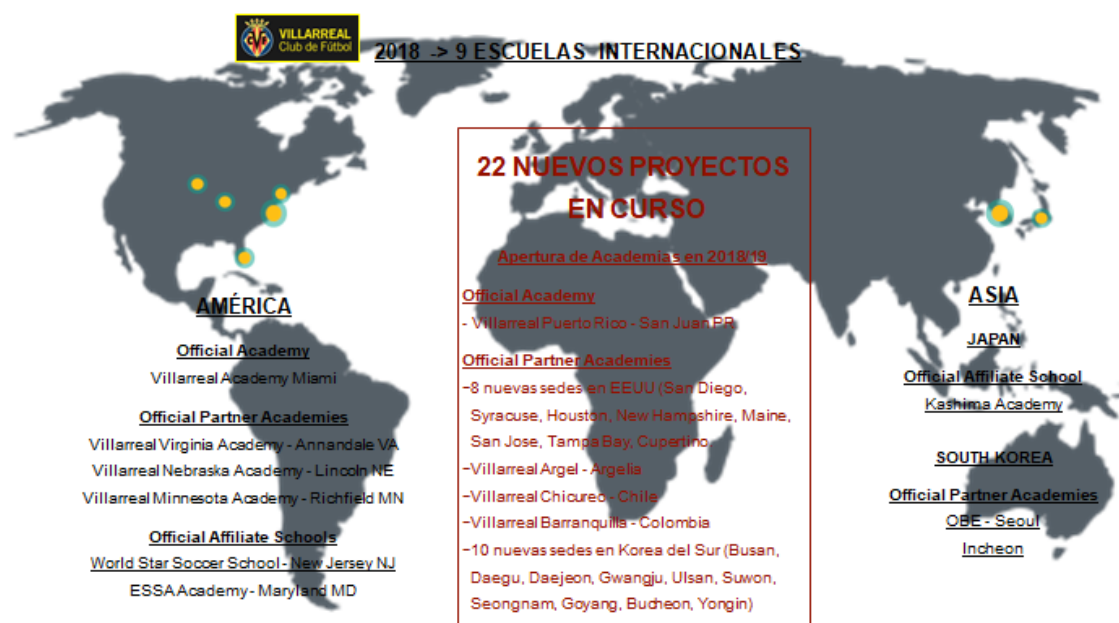 VILLARREAL
Club de Fútbol
2018 -> 9 ESCUELAS INTERNACIONALES
AMÉRICA
Official Academy
Villarreal Academy Miami
Official Partner Academies
Villarreal Virginia Academy - Annandale VA
Villarreal Nebraska Academy - Lincoln NE
Villarreal Minnesota Academy - Richfield MN
Official Affiliate Schools
World Star Soccer School - New Jersey NJ
ESSA Academy - Maryland MD
22 NUEVOS PROYECTOS
EN CURSO
Apertura de Academias en 2018/19
Official Academy
- Villarreal Puerto Rico - San Juan PR
Official Partner Academies
-8 nuevas sedes en EEUU (San Diego,
Syracuse, Houston, New Hampshire, Maine,
San Jose, Tampa Bay, Cupertino
-Villarreal Argel - Argelia
-Villarreal Chicureo - Chile
-Villarreal Barranquilla - Colombia
-10 nuevas sedes en Korea del Sur (Busan,
Daegu, Daejeon, Gwangju, Ulsan, Suwon,
Seongnam, Goyang, Bucheon, Yongin)
ASIA
JAPAN
Official Affiliate School
Kashima Academy
SOUTH KOREA
Official Partner Academies
OBE - Seoul
Incheon